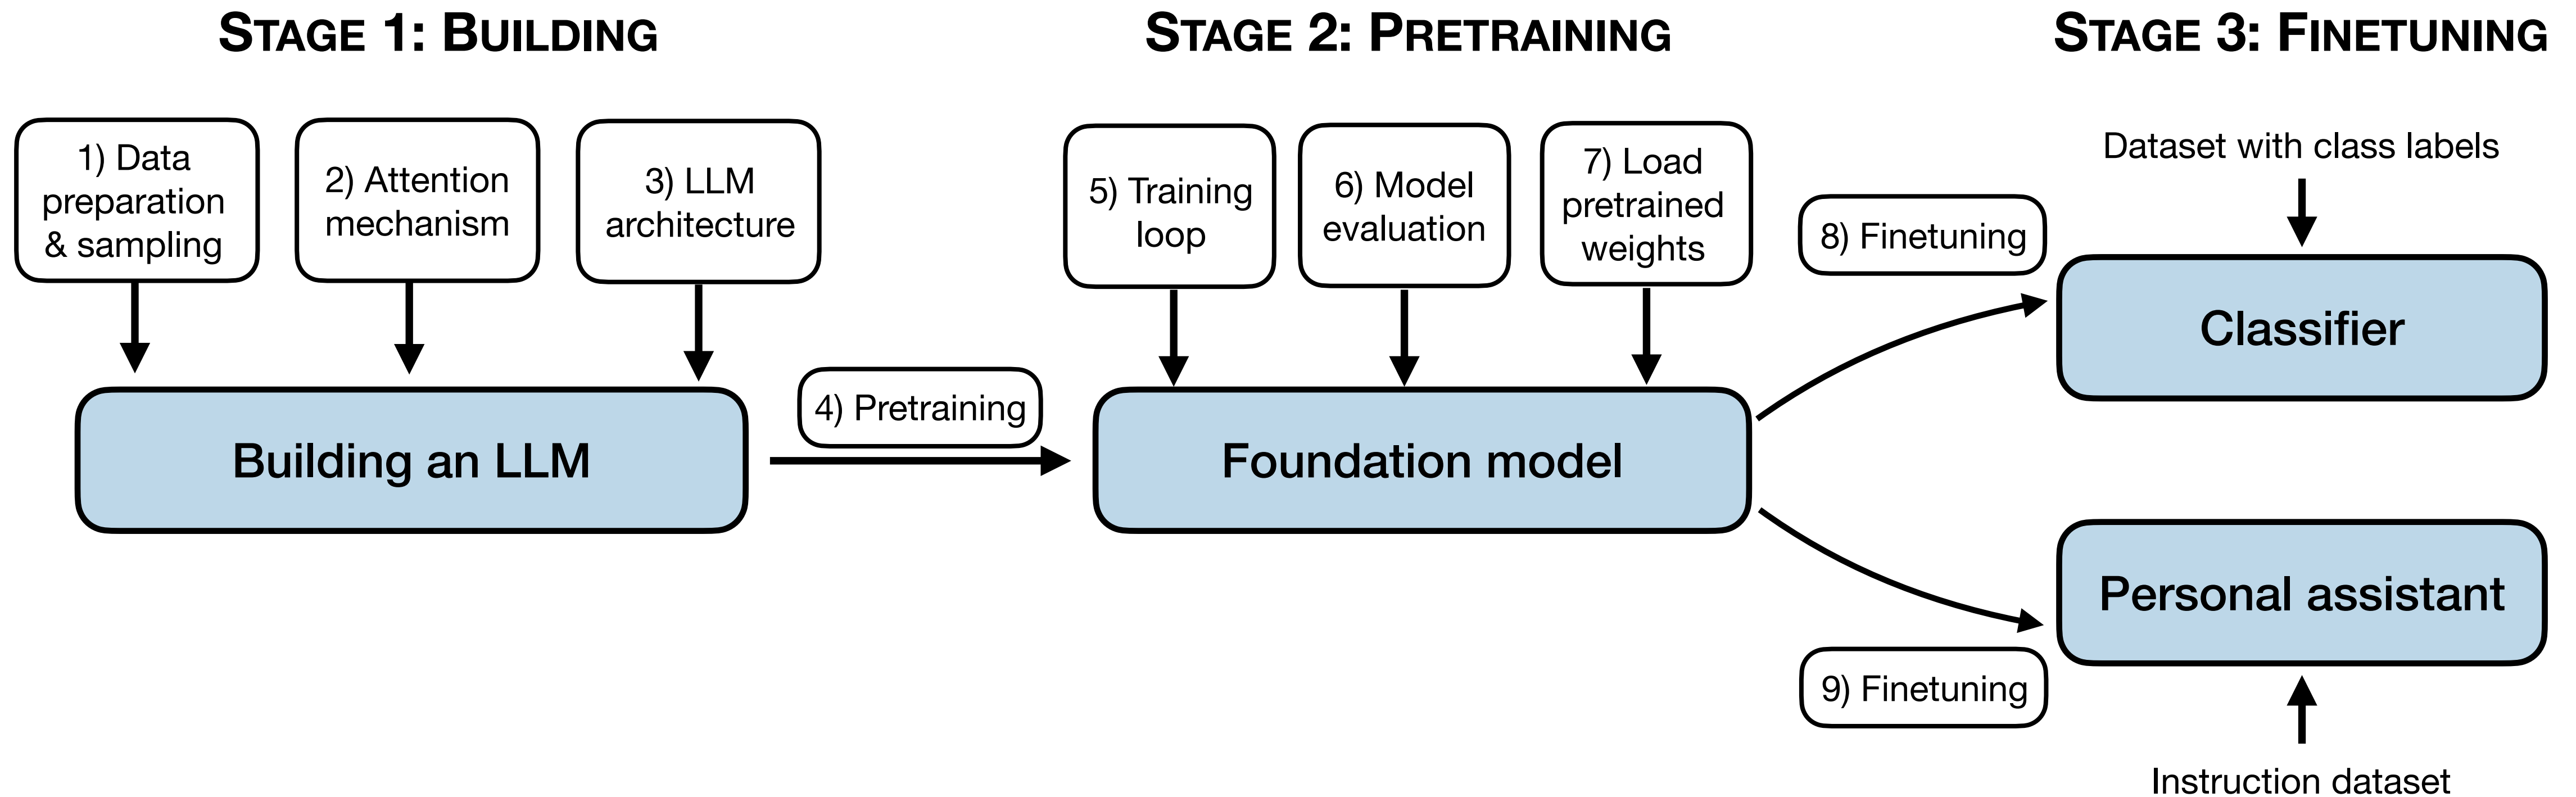 STAGE 1: BUILDING
STAGE 2: PRETRAINING
STAGE 3: FINETUNING
1) Data
preparation
& sampling
2) Attention
mechanism
3) LLM
architecture
4) Pretraining
Building an LLM
5) Training
loop
6) Model
evaluation
7) Load
pretrained
weights
Foundation model
8) Finetuning
Dataset with class labels
Classifier
9) Finetuning
Personal assistant
Instruction dataset